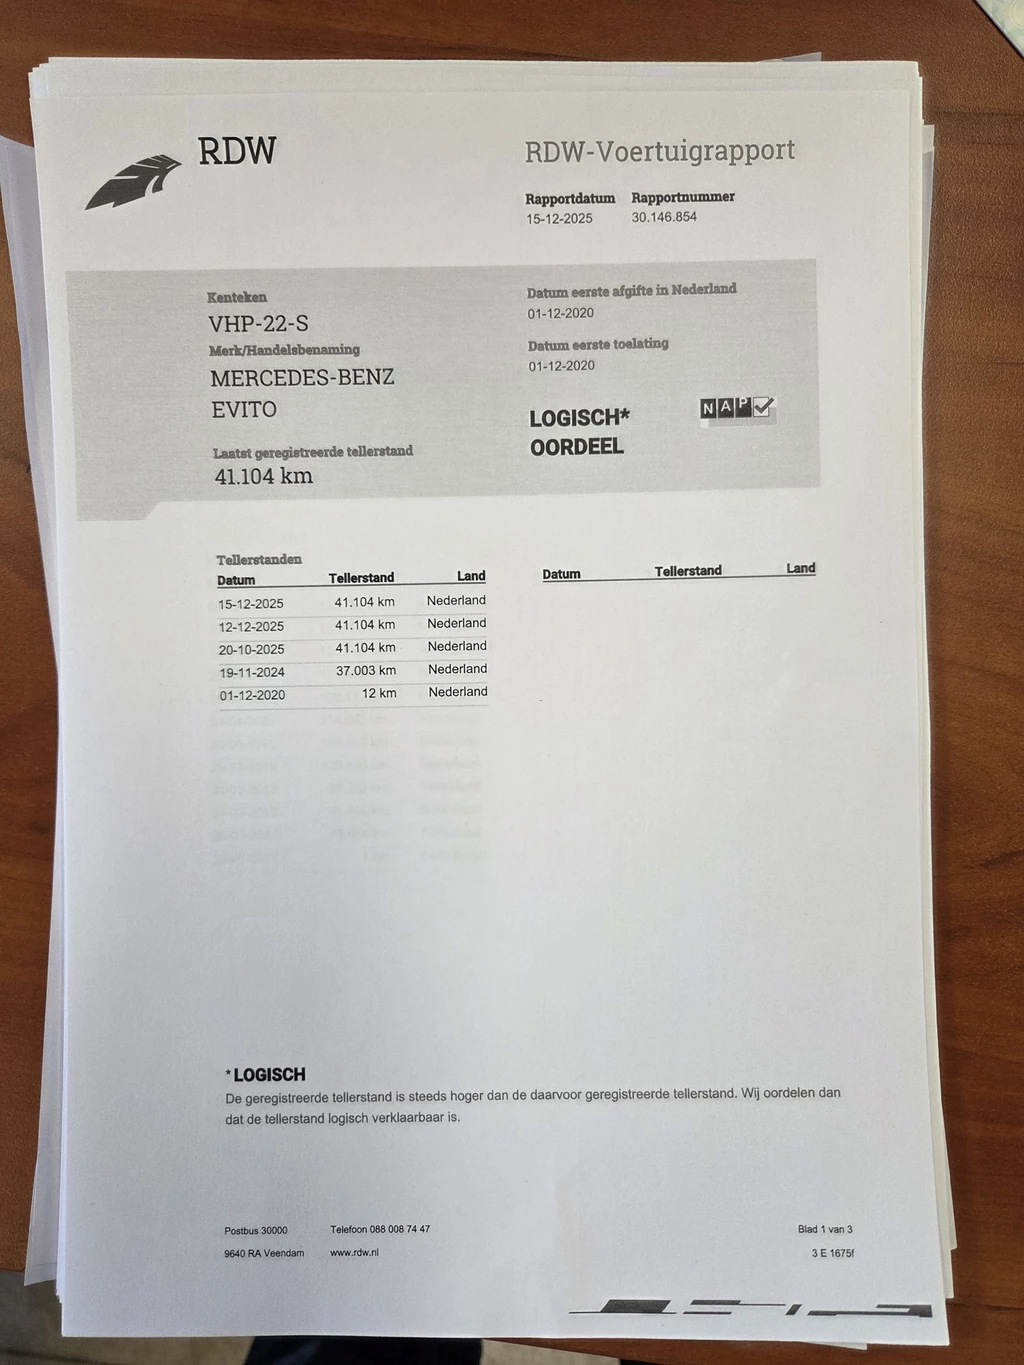 RDW
RDW-Voertuigrapport
Rapportdatum Rapportnummer
15-12-2025 30.146.854
Kenteken
VHP-22-S
Merk/Handelsbenaming
MERCEDES-BENZ
EVITO
Laatst geregistreerde tellerstand
41.104 km
Datum eerste afgifte in Nederland
01-12-2020
Datum eerste toelating
01-12-2020
LOGISCH*
OORDEEL
NAP
Tellerstanden
Datum Tellerstand Land
15-12-2025 41.104 km Nederland
12-12-2025 41.104 km Nederland
20-10-2025 41.104 km Nederland
19-11-2024 37.003 km Nederland
01-12-2020 12 km Nederland
Datum Tellerstand Land
*LOGISCH
De geregistreerde tellerstand is steeds hoger dan de daarvoor geregistreerde tellerstand. Wij oordelen dan
dat de tellerstand logisch verklaarbaar is.
Postbus 30000 Telefoon 088 008 74 47
9640 RA Veendam www.rdw.nl
Blad 1 van 3
3 E 1675f